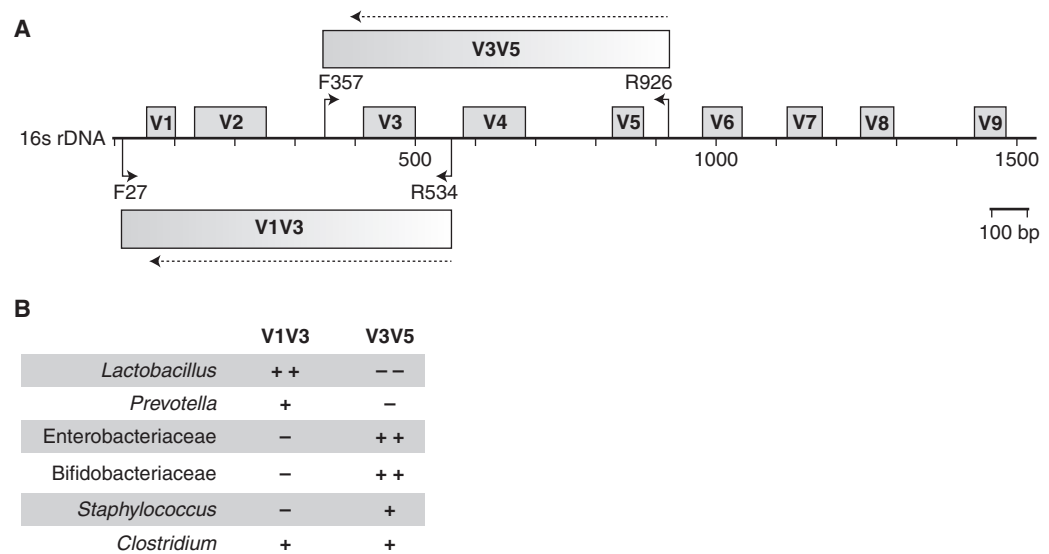 A
V3V5
F357 R926
V1 V2 V3 V4 V5 V6 V7 V8 V9
16s rDNA
500 1000 1500
F27 R534
V1V3
100 bp
B
V1V3 V3V5
Lactobacillus + + – –
Prevotella + –
Enterobacteriaceae – + +
Bifidobacteriaceae – + +
Staphylococcus – +
Clostridium + +